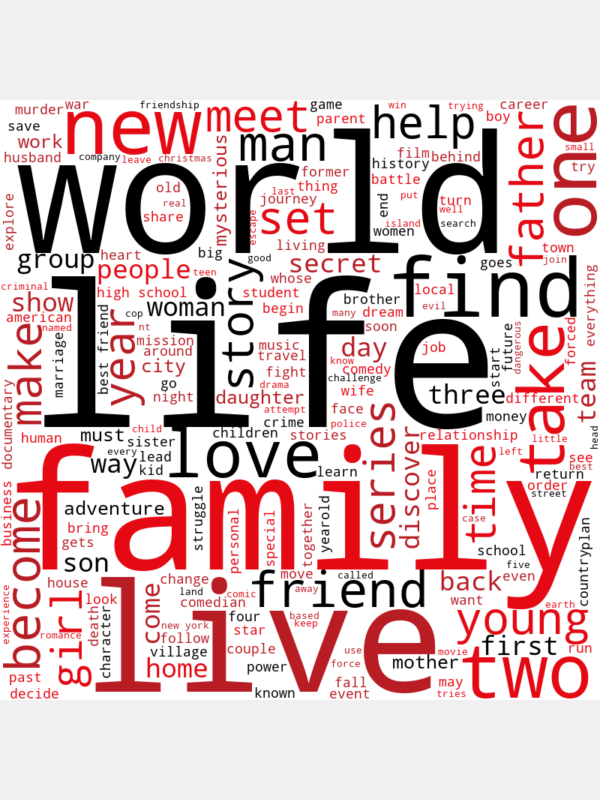 murder war friendship game win trying career
save new meet parent help boy
work man small
husband company leave christmas film behind father one try
history
world
old former thing battle put turn
explore real share mysterious last journey end well
set escape women island search
living
group heart big good goes town join
people teen secret find
criminal whose local everything
show high school student story brother evil
american woman begin many dream
named year cop nt music soon future
marriage best friend mission travel day job start dangerous
make around life fight know comedy forced
city drama challenge take team
go wife three different
night daughter attempt face police
documentary crime money
human must child children stories series relationship little head
sister love left
way every lead learn discover see
kid place time best
family return
order
business adventure struggle personal special together yearold street
become bring case
gets school
son five
experience house change move called back even countryplan
land friend
live comic away
girl look come comedian want earth
romance death four based young
character new york star keep
follow use movie first run
village couple
past home power force mother two
fall may
decide known event tries